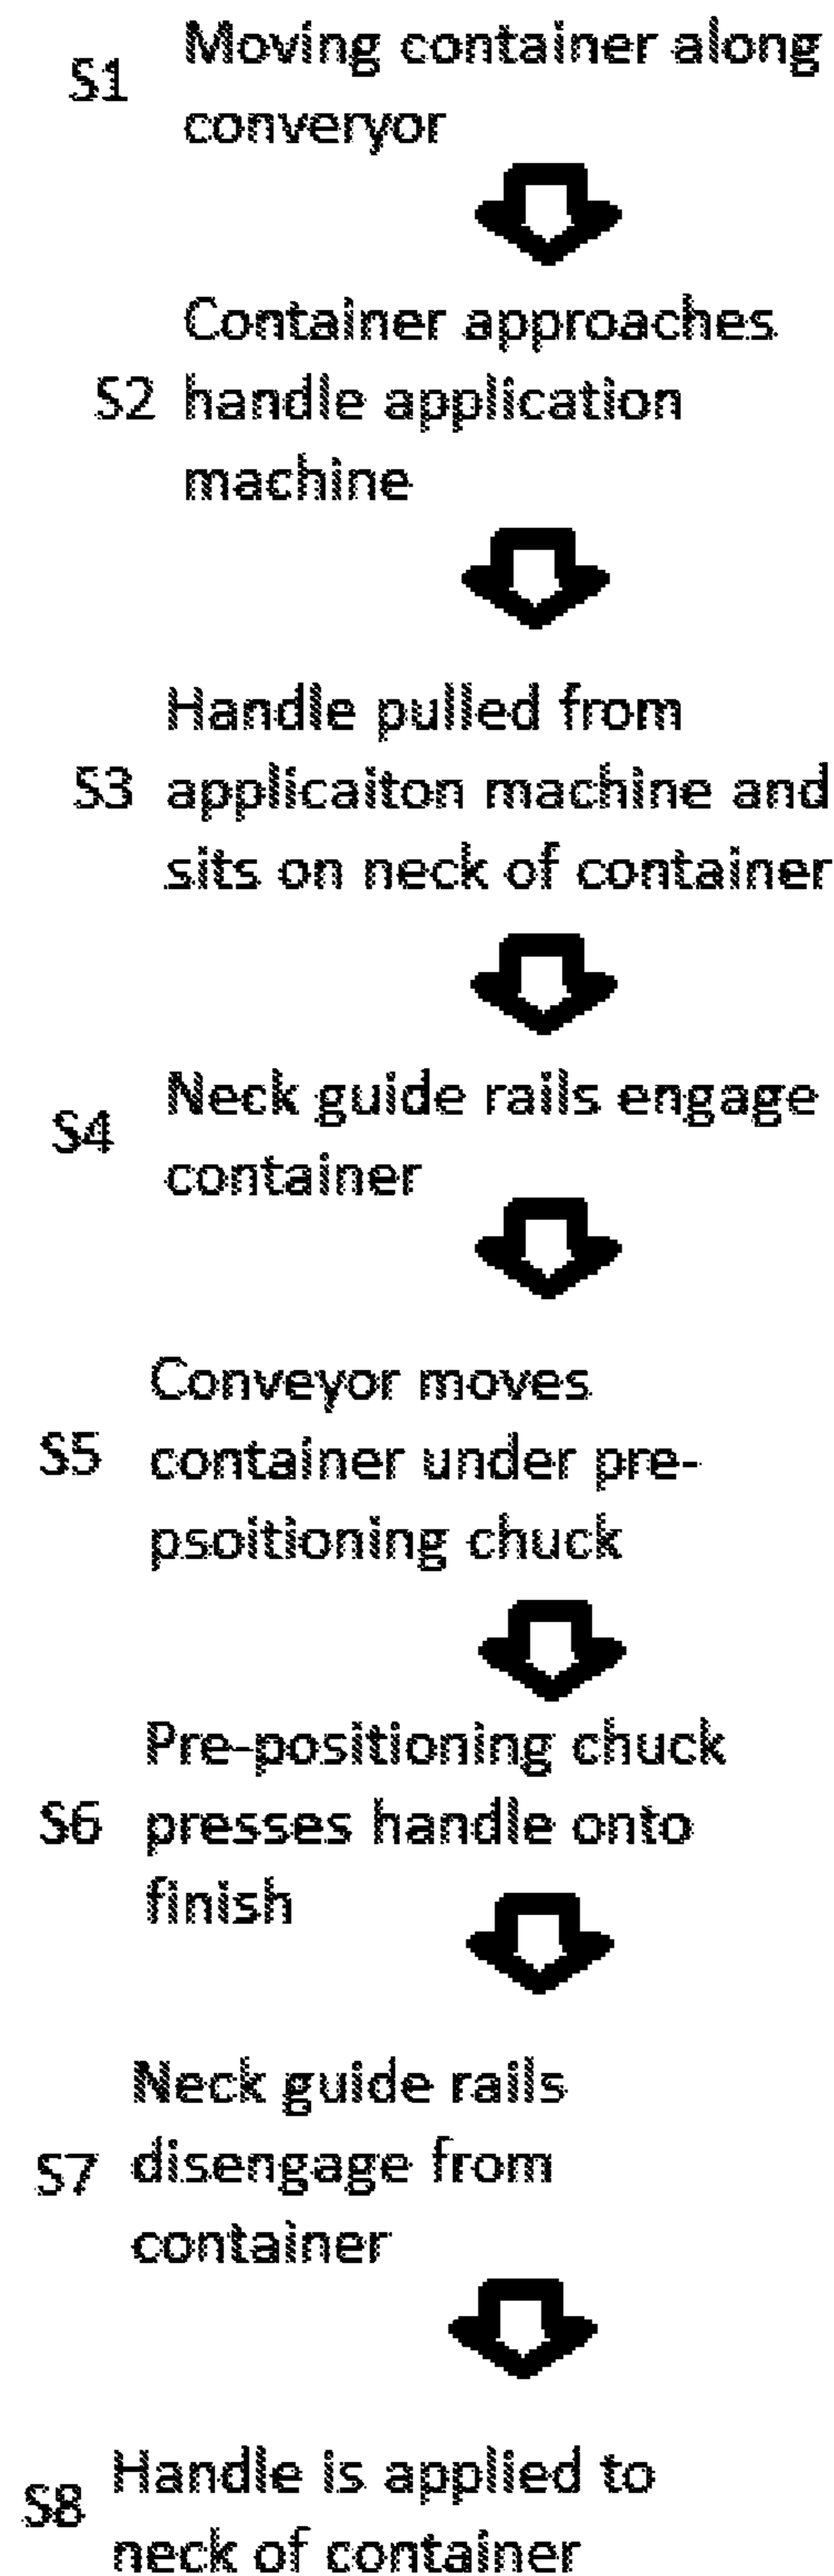 Moving container along
S1
converyor
Container approaches
S2 handle application
machine
Handle pulled from
S3 applicaiton machine and
sits on neck of container
Neck guide rails engage
S4
container
Conveyor moves
S5 container under pre-
psoitioning chuck
Pre-positioning chuck
S6 presses handle onto
finish
Neck guide rails
S7 disengage from
container
Handle is applied to
S8
neck of container